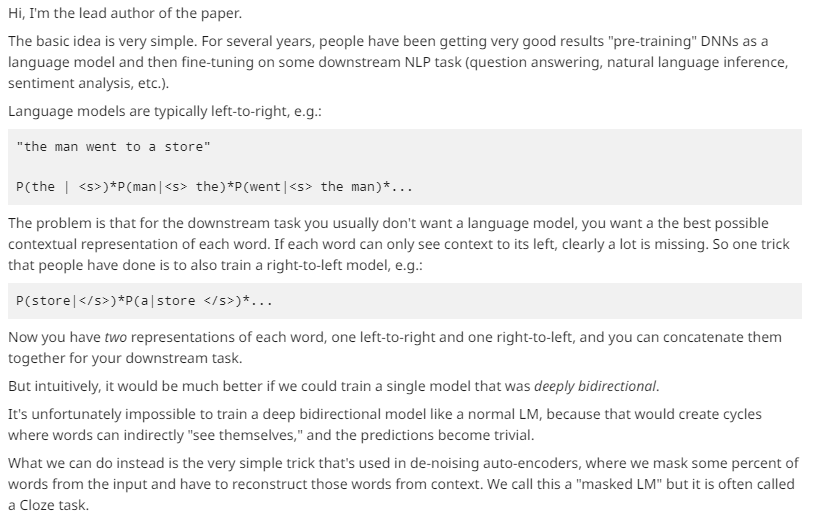 Hi, I'm the lead author of the paper.
The basic idea is very simple. For several years, people have been getting very good results "pre-training" DNNs as a
language model and then fine-tuning on some downstream NLP task (question answering, natural language inference,
sentiment analysis, etc.).
Language models are typically left-to-right, e.g.:
"the man went to a store"
P(the | <s>)*P(man|<s> the)*P(went|<s> the man)*...
The problem is that for the downstream task you usually don't want a language model, you want a the best possible
contextual representation of each word. If each word can only see context to its left, clearly a lot is missing. So one trick
that people have done is to also train a right-to-left model, e.g.:
P(store|</s>)*P(a|store </s>)*...
Now you have two representations of each word, one left-to-right and one right-to-left, and you can concatenate them
together for your downstream task.
But intuitively, it would be much better if we could train a single model that was deeply bidirectional.
It's unfortunately impossible to train a deep bidirectional model like a normal LM, because that would create cycles
where words can indirectly "see themselves," and the predictions become trivial.
What we can do instead is the very simple trick that's used in de-noising auto-encoders, where we mask some percent of
words from the input and have to reconstruct those words from context. We call this a "masked LM" but it is often called
a Cloze task.